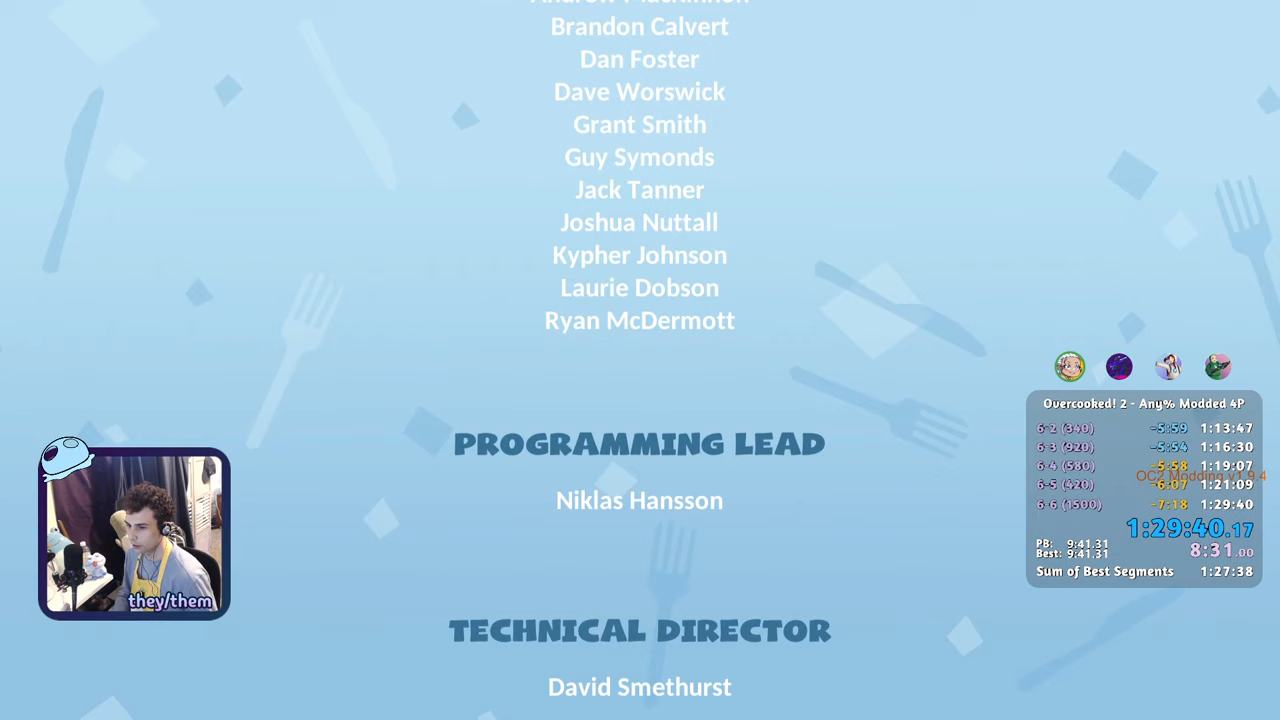 Brandon Calvert
Dan Foster
Dave Worswick
Grant Smith
Guy Symonds
Jack Tanner
Joshua Nuttall
Kypher Johnson
Laurie Dobson
Ryan McDermott
PROGRAMMING LEAD
Niklas Hansson
TECHNICAL DIRECTOR
David Smethurst
they/them
Overcooked! 2 - Any% Modded 4P
6-2 (340) -5:59 1:13:47
6-3 (920) -5:54 1:16:30
6-4 (580) -5:58 1:19:07
OC2 Modding v1.9.4
6-5 (420) -6:07 1:21:09
6-6 (1500) -7:18 1:29:40
1:29:40.17
PB: 9:41.31
Best: 9:41.31
8:31.00
Sum of Best Segments 1:27:38